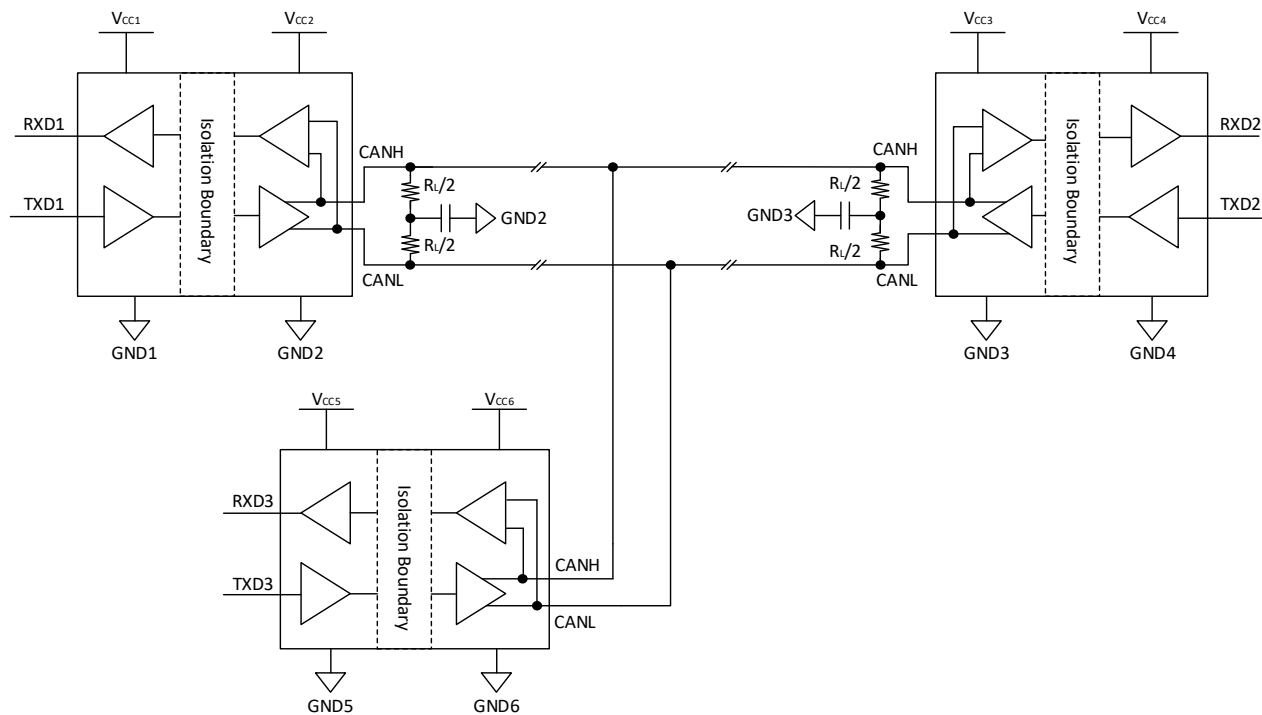 VCC1
VCC2
VCC3
VCC4
RXD1
Isolation Boundary
TXD1
CANH
RL/2
GND2
RL/2
CANL
CANH
RL/2
GND3
RL/2
CANL
Isolation Boundary
RXD2
TXD2
GND1
GND2
GND3
GND4
VCC5
VCC6
RXD3
Isolation Boundary
TXD3
CANH
CANL
GND5
GND6